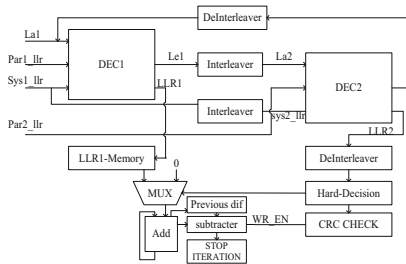 DeInterleaver
La1
Par1_llr
Sys1_llr
DEC1
Le1
LLR1
Interleaver
La2
Interleaver
sys2_llr
DEC2
LLR2
Par2_llr
LLR1-Memory
0
DeInterleaver
MUX
Hard-Decision
Previous dif
Add
subtracter
WR_EN
CRC CHECK
STOP
ITERATION